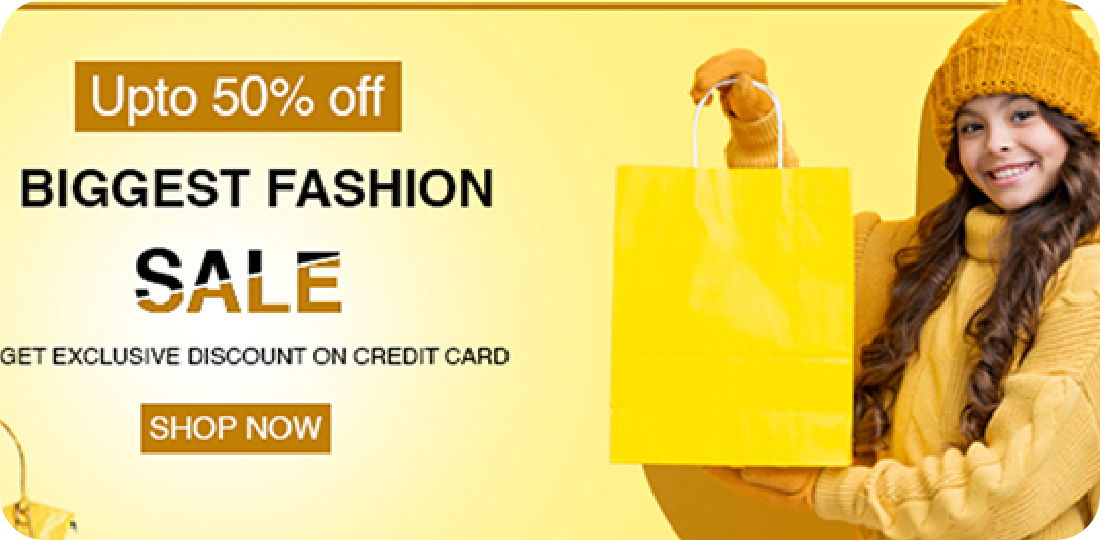 Upto 50% off
BIGGEST FASHION
SALE
GET EXCLUSIVE DISCOUNT ON CREDIT CARD
SHOP NOW